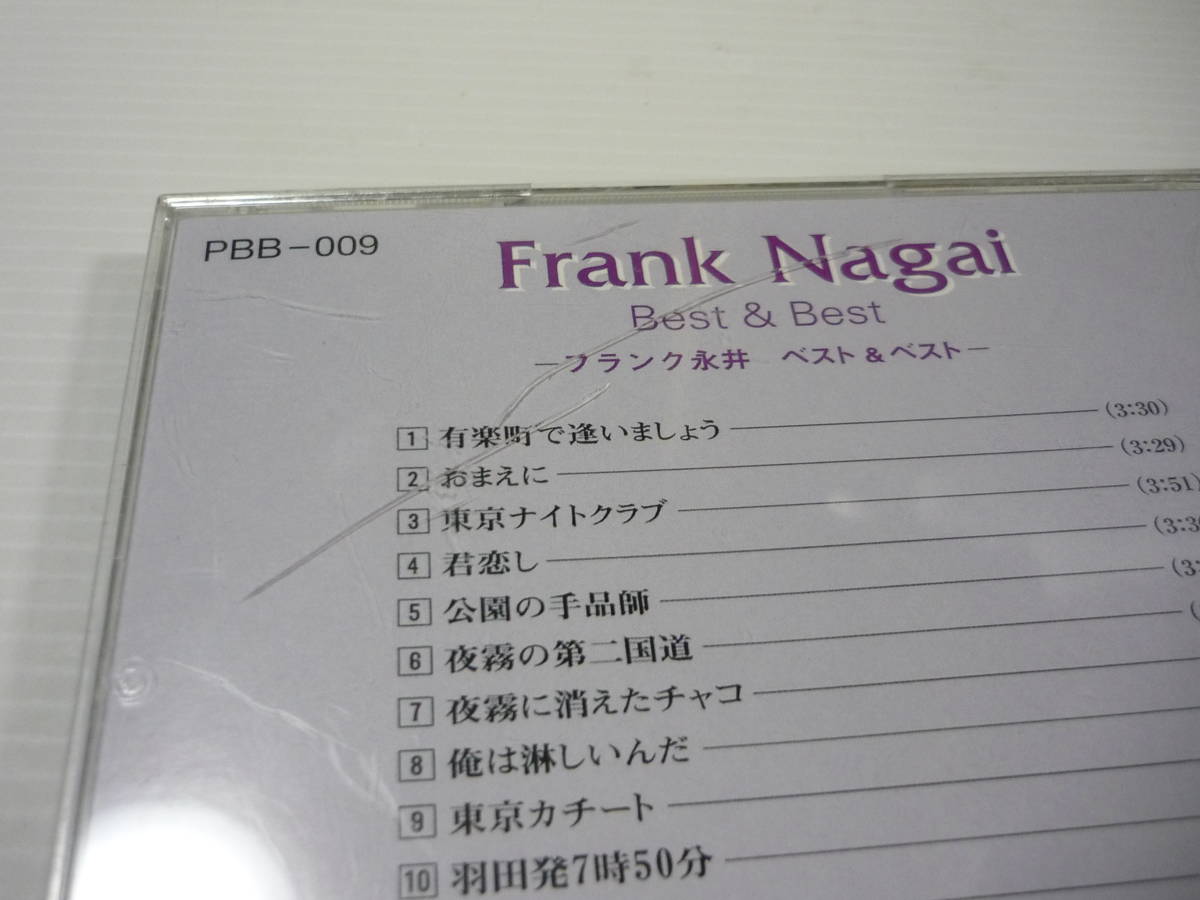 PBB-009
Frank Nagai
Best & Best
－フランク永井　ベスト＆ベスト－
1 有楽町で逢いましょう (3:30)
2 おまえに (3:29)
3 東京ナイトクラブ (3:51)
4 君恋し (3:3
5 公園の手品師 (3:
6 夜霧の第二国道 (
7 夜霧に消えたチャコ
8 俺は淋しいんだ
9 東京カチート
10 羽田発7時50分